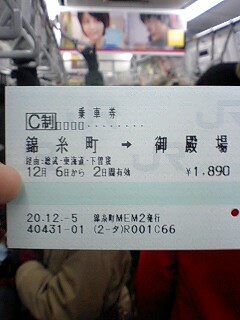 乗車券
C制
錦糸町 → 御殿場
経由:総武・東海道・下曽我
12月 6日から 2日間有効 ¥1,890
20.12.-5 錦糸町MEM2発行
40431-01 (2-タ)R001C66